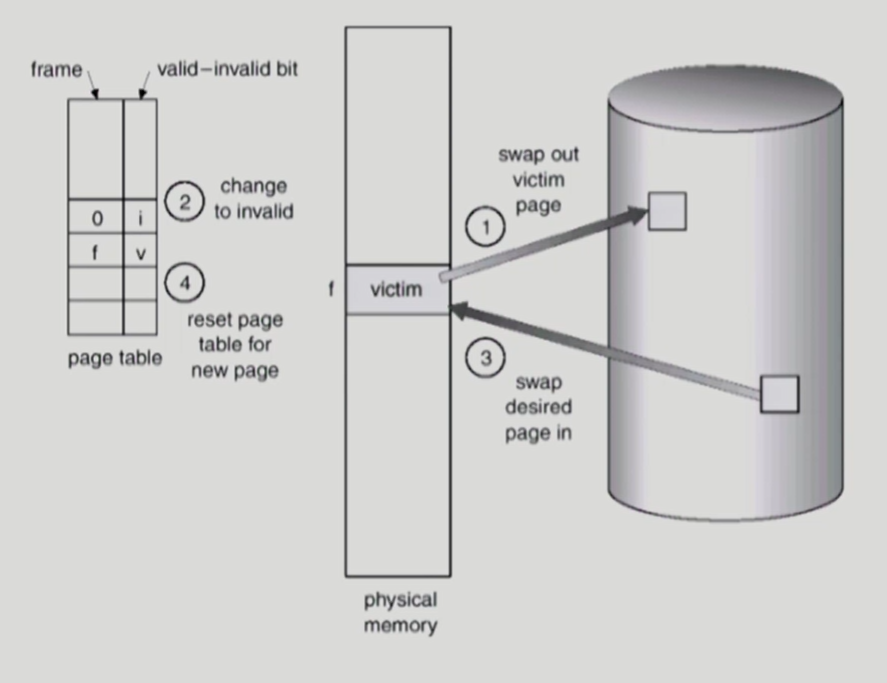 frame
valid–invalid bit
0 i
f v
page table
2
change
to invalid
4
reset page
table for
new page
f
victim
physical
memory
1
swap out
victim
page
3
swap
desired
page in